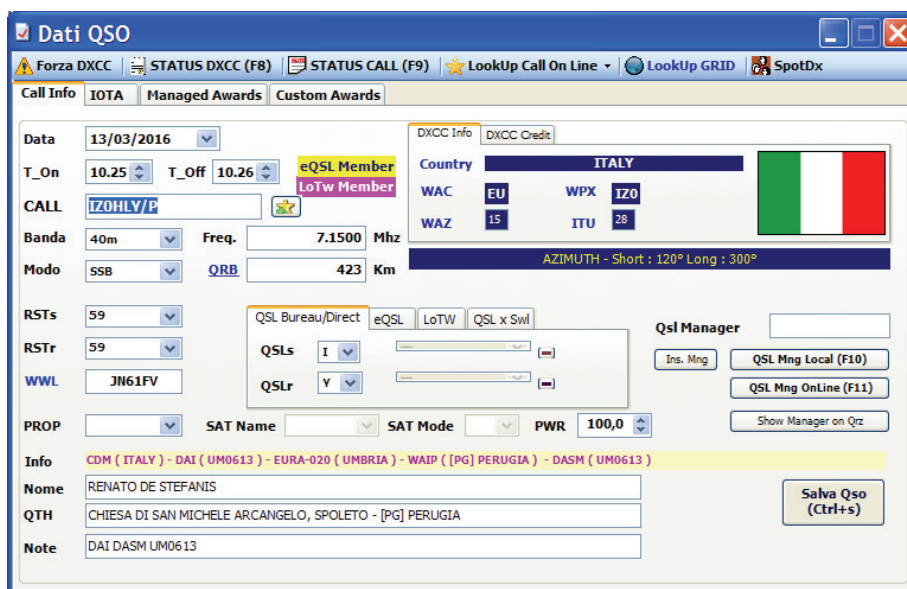 Dati QSO
Forza DXCC STATUS DXCC (F8) STATUS CALL (F9) LookUp Call On Line LookUp GRID SpotDx
Call Info IOTA Managed Awards Custom Awards
Data 13/03/2016
T_On 10.25 T_Off 10.26 eQSL Member
LoTw Member
CALL IZ0HLY/P
Banda 40m Freq. 7.1500 Mhz
Modo SSB QRB 423 Km
DXCC Info DXCC Credit
Country ITALY
WAC EU WPX IZ0
WAZ 15 ITU 28
AZIMUTH - Short : 120° Long : 300°
RSTs 59
RSTr 59
WWL JN61FV
QSL Bureau/Direct eQSL LoTW QSL x Swl
QSLs I
QSLr Y
Qsl Manager
Ins. Mng QSL Mng Local (F10)
QSL Mng OnLine (F11)
Show Manager on Qrz
PROP SAT Name SAT Mode PWR 100,0
Info CDM ( ITALY ) - DAI ( UM0613 ) - EURA-020 ( UMBRIA ) - WAIP ( [PG] PERUGIA ) - DASM ( UM0613 )
Nome RENATO DE STEFANIS
QTH CHIESA DI SAN MICHELE ARCANGELO, SPOLETO - [PG] PERUGIA
Note DAI DASM UM0613
Salva Qso
(Ctrl+s)